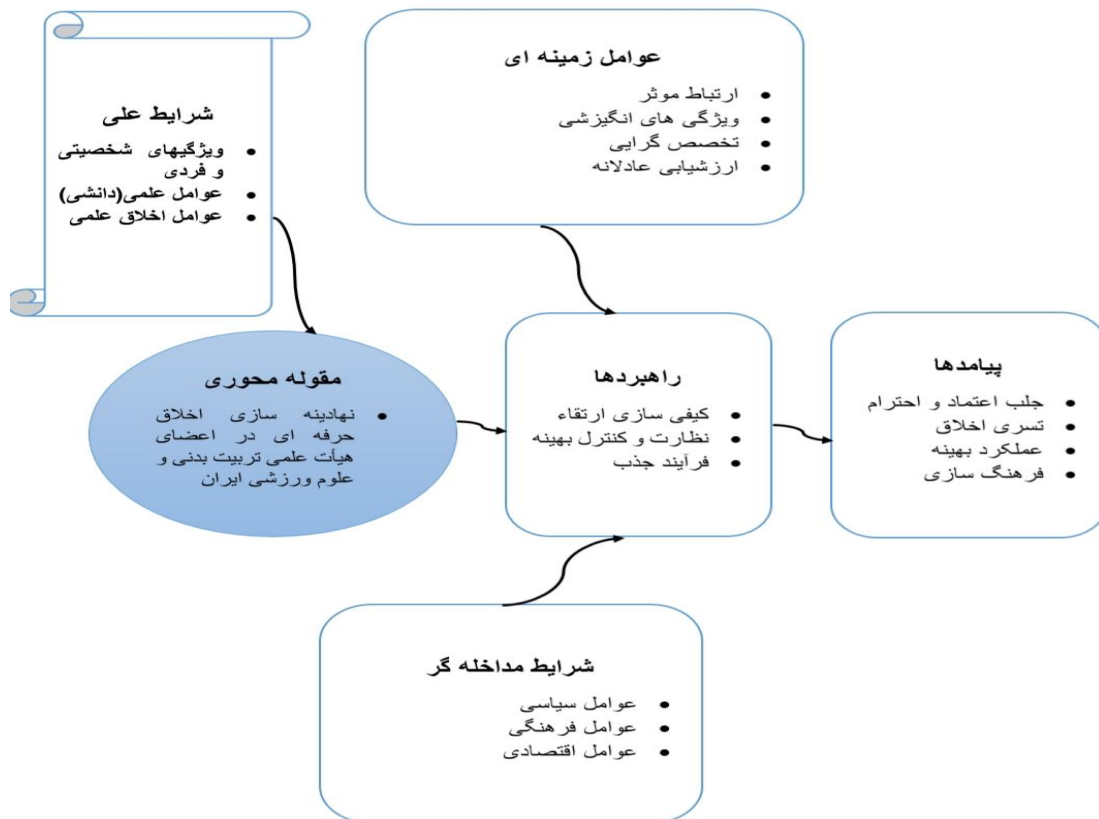 شرایط علی
• ویژگیهای شخصیتی
و فردی
• عوامل علمی(دانشی)
• عوامل اخلاق علمی
عوامل زمینه ای
• ارتباط موثر
• ویژگی های انگیزشی
• تخصص گرایی
• ارزشیابی عادلانه
مقوله محوری
• نهادینه سازی اخلاق
حرفه ای در اعضای
هیأت علمی تربیت بدنی و
علوم ورزشی ایران
راهبردها
• کیفی سازی ارتقاء
• نظارت و کنترل بهینه
• فرآیند جذب
پیامدها
• جلب اعتماد و احترام
• تسری اخلاق
• عملکرد بهینه
• فرهنگ سازی
شرایط مداخله گر
• عوامل سیاسی
• عوامل فرهنگی
• عوامل اقتصادی